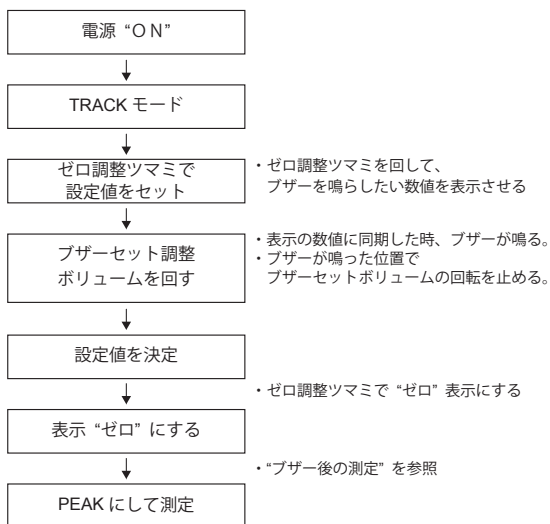 電源 “ＯＮ”
TRACK モード
ゼロ調整ツマミで
設定値をセット
・ゼロ調整ツマミを回して、
ブザーを鳴らしたい数値を表示させる
ブザーセット調整
ボリュームを回す
・表示の数値に同期した時、ブザーが鳴る。
・ブザーが鳴った位置で
ブザーセットボリュームの回転を止める。
設定値を決定
・ゼロ調整ツマミで “ゼロ” 表示にする
表示 “ゼロ” にする
・“ブザー後の測定” を参照
PEAK にして測定